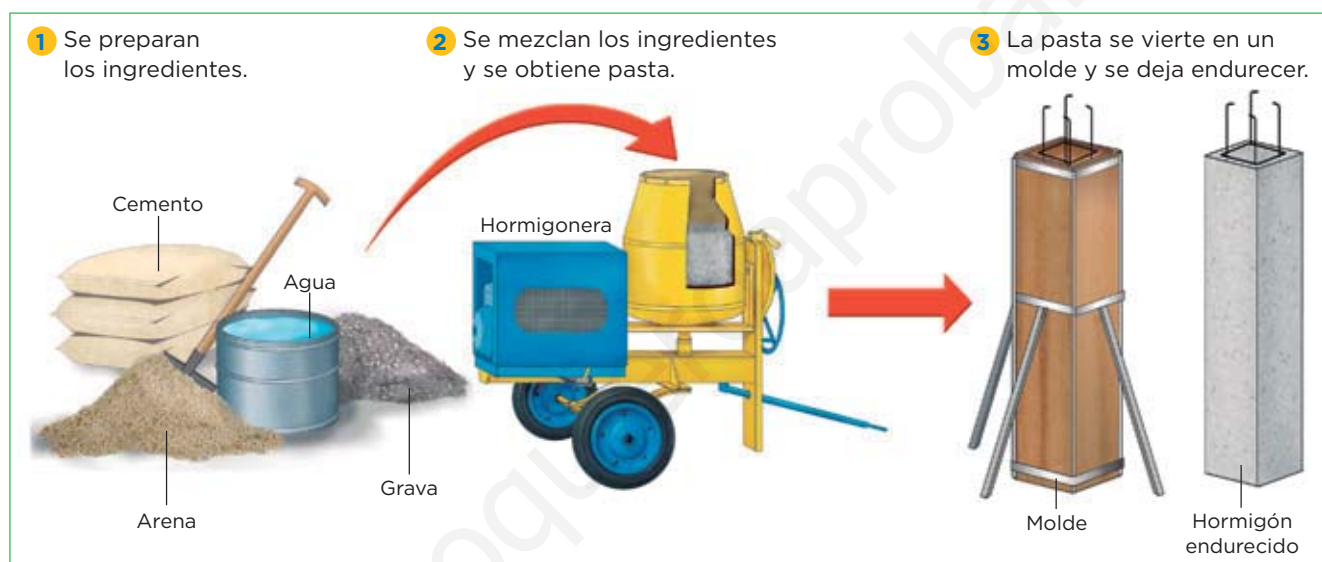 1 Se preparan
los ingredientes.
2 Se mezclan los ingredientes
y se obtiene pasta.
3 La pasta se vierte en un
molde y se deja endurecer.
Cemento
Agua
Arena
Grava
Hormigonera
Molde
Hormigón
endurecido